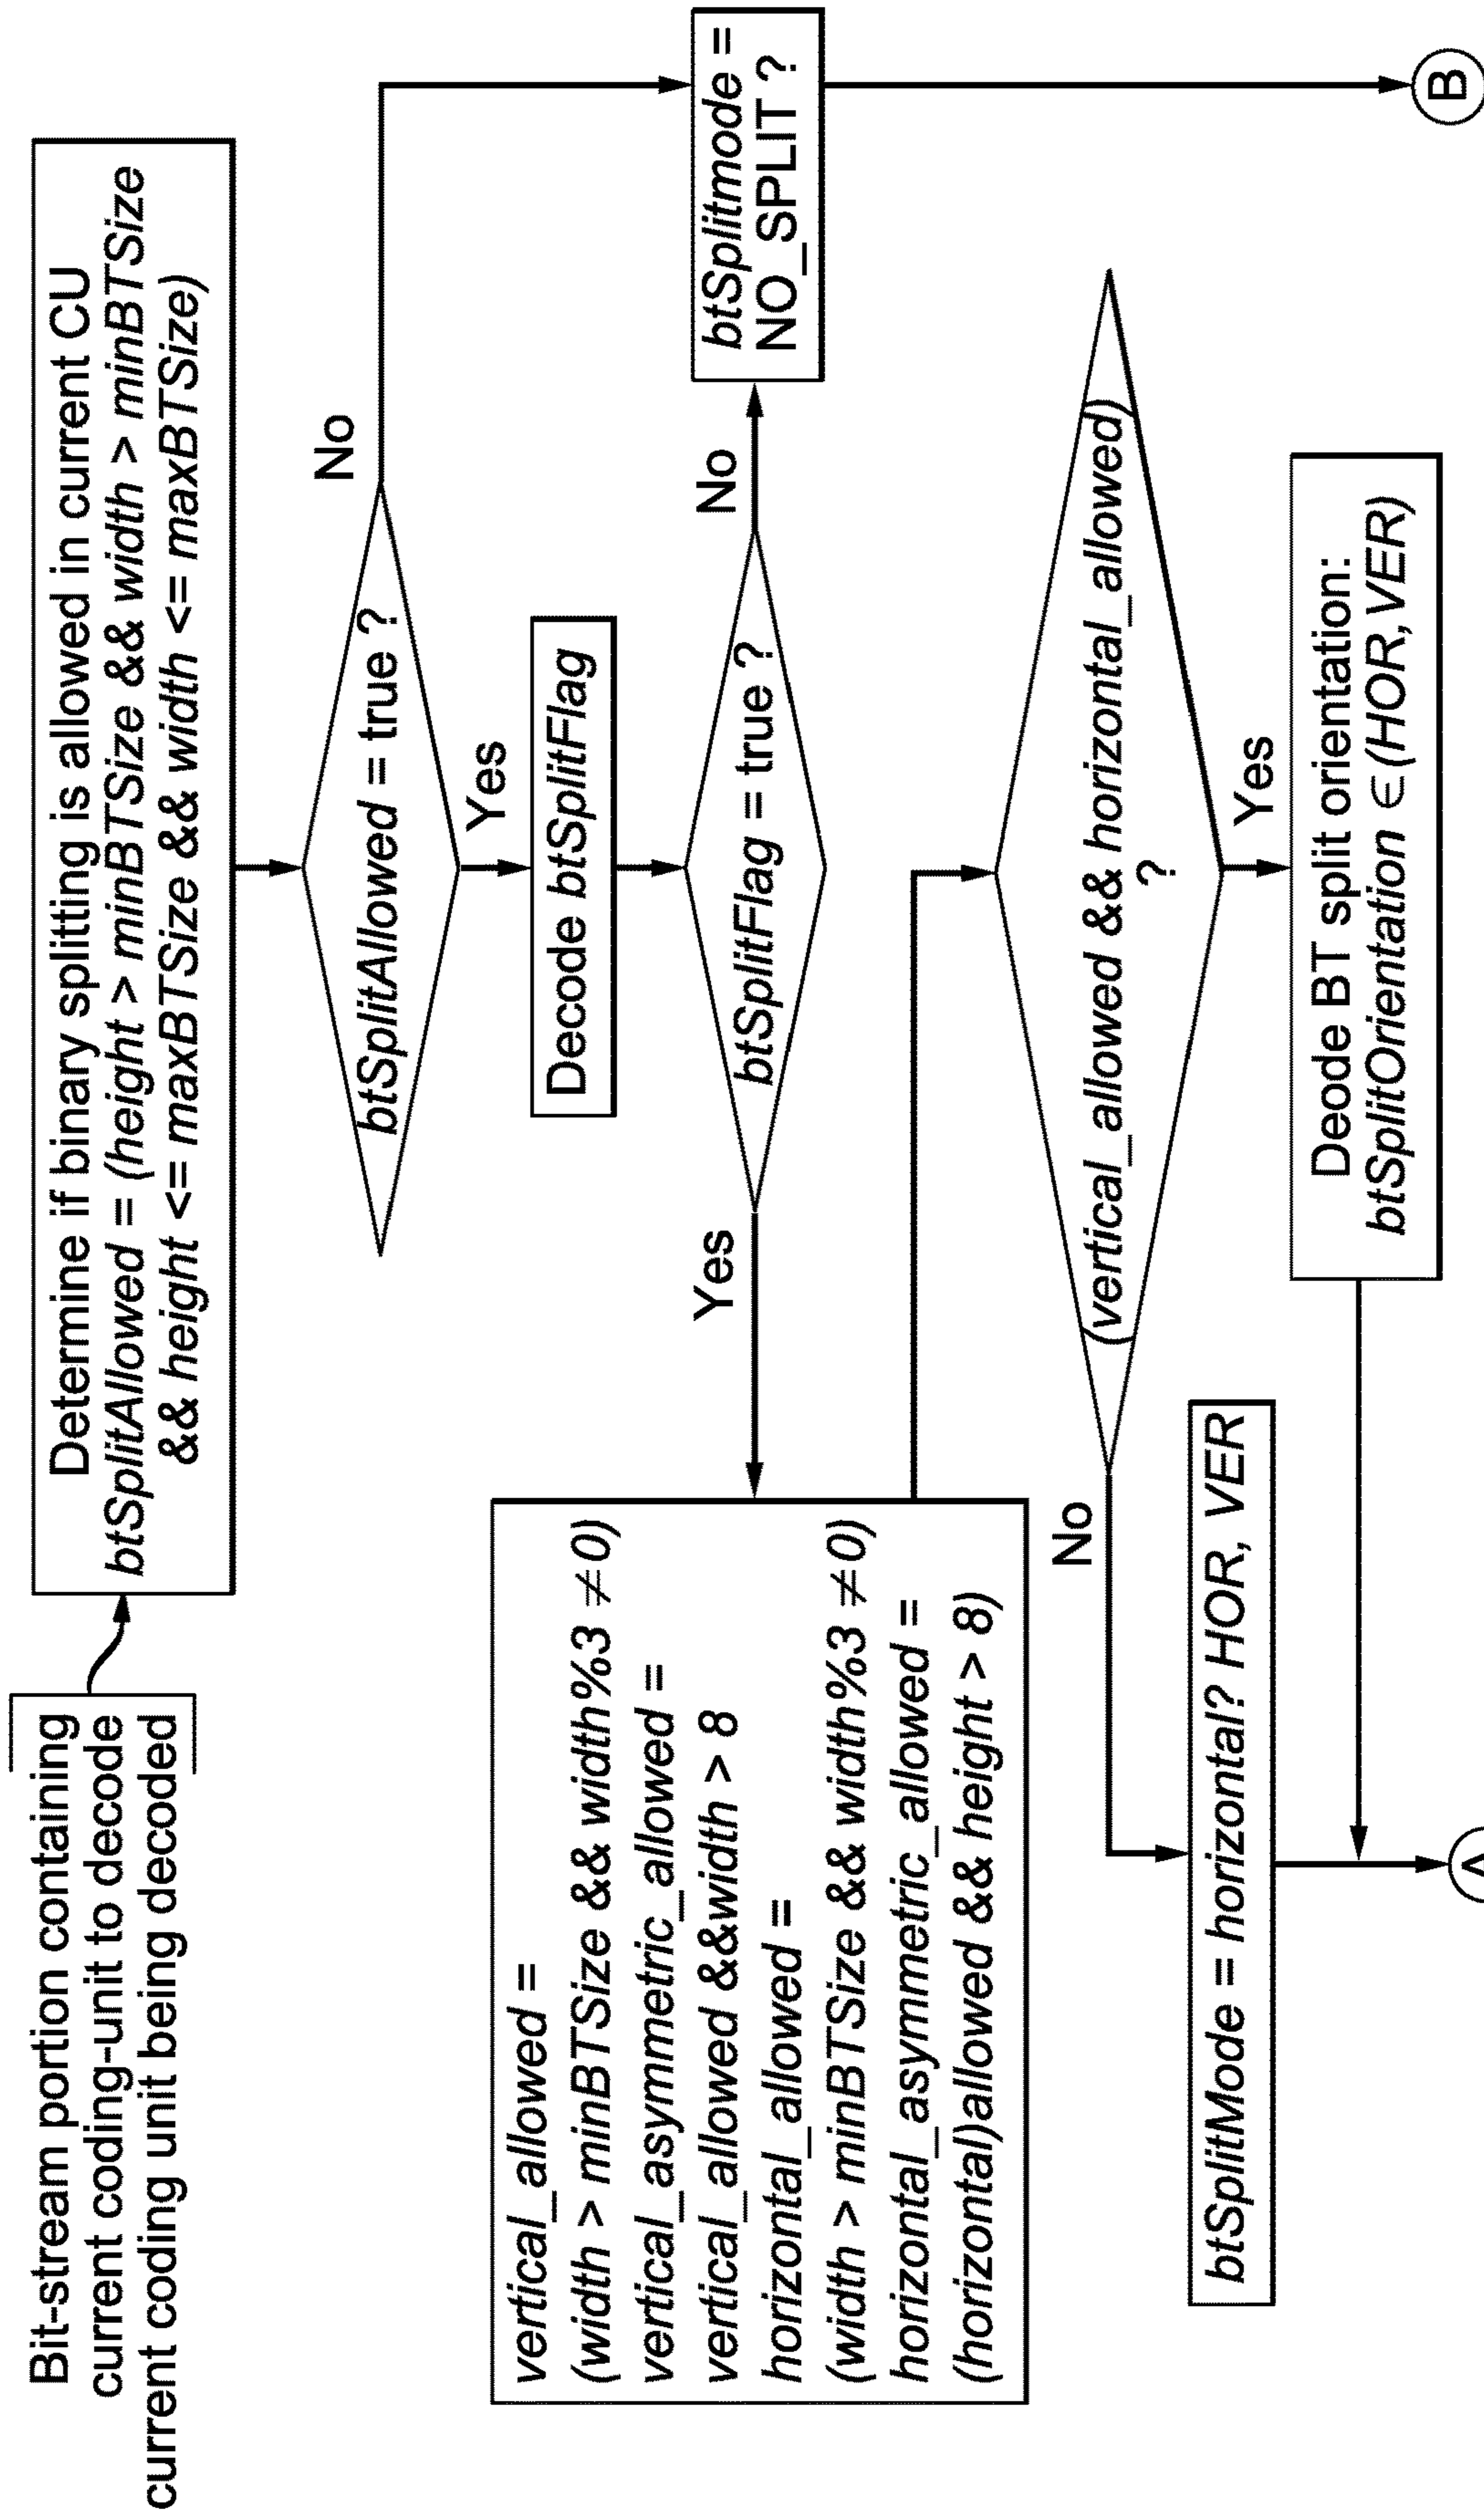 Bit-stream portion containing
current coding-unit to decode
current coding unit being decoded
Determine if binary splitting is allowed in current CU
btSplitAllowed = (height > minBTSize && width > minBTSize
&& height <= maxBTSize && width <= maxBTSize)
btSplitAllowed = true ?
No
Yes
Decode btSplitFlag
btSplitFlag = true ?
No
btSplitmode =
NO_SPLIT ?
B
Yes
vertical_allowed =
(width > minBTSize && width%3 ≠0)
vertical_asymmetric_allowed =
vertical_allowed &&width > 8
horizontal_allowed =
(width > minBTSize && width%3 ≠0)
horizontal_asymmetric_allowed =
(horizontal)allowed && height > 8)
(vertical_allowed && horizontal_allowed)
?
No
Yes
btSplitMode = horizontal? HOR, VER
Deode BT split orientation:
btSplitOrientation ∈ (HOR,VER)
A